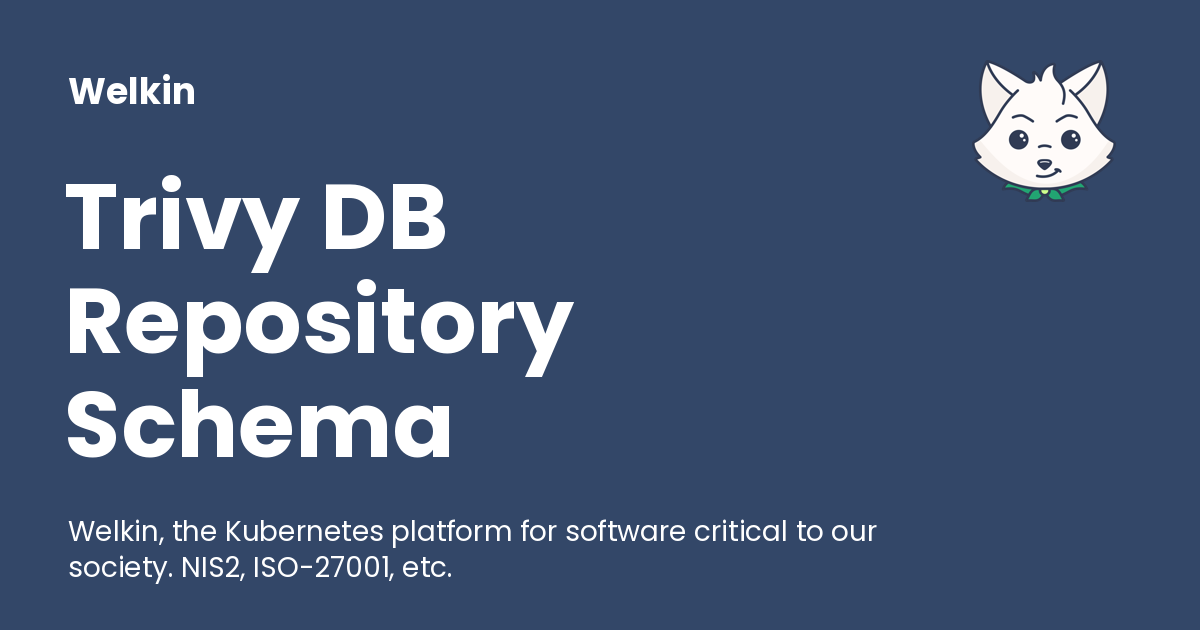 Welkin
Trivy DB
Repository
Schema
Welkin, the Kubernetes platform for software critical to our
society. NIS2, ISO-27001, etc.